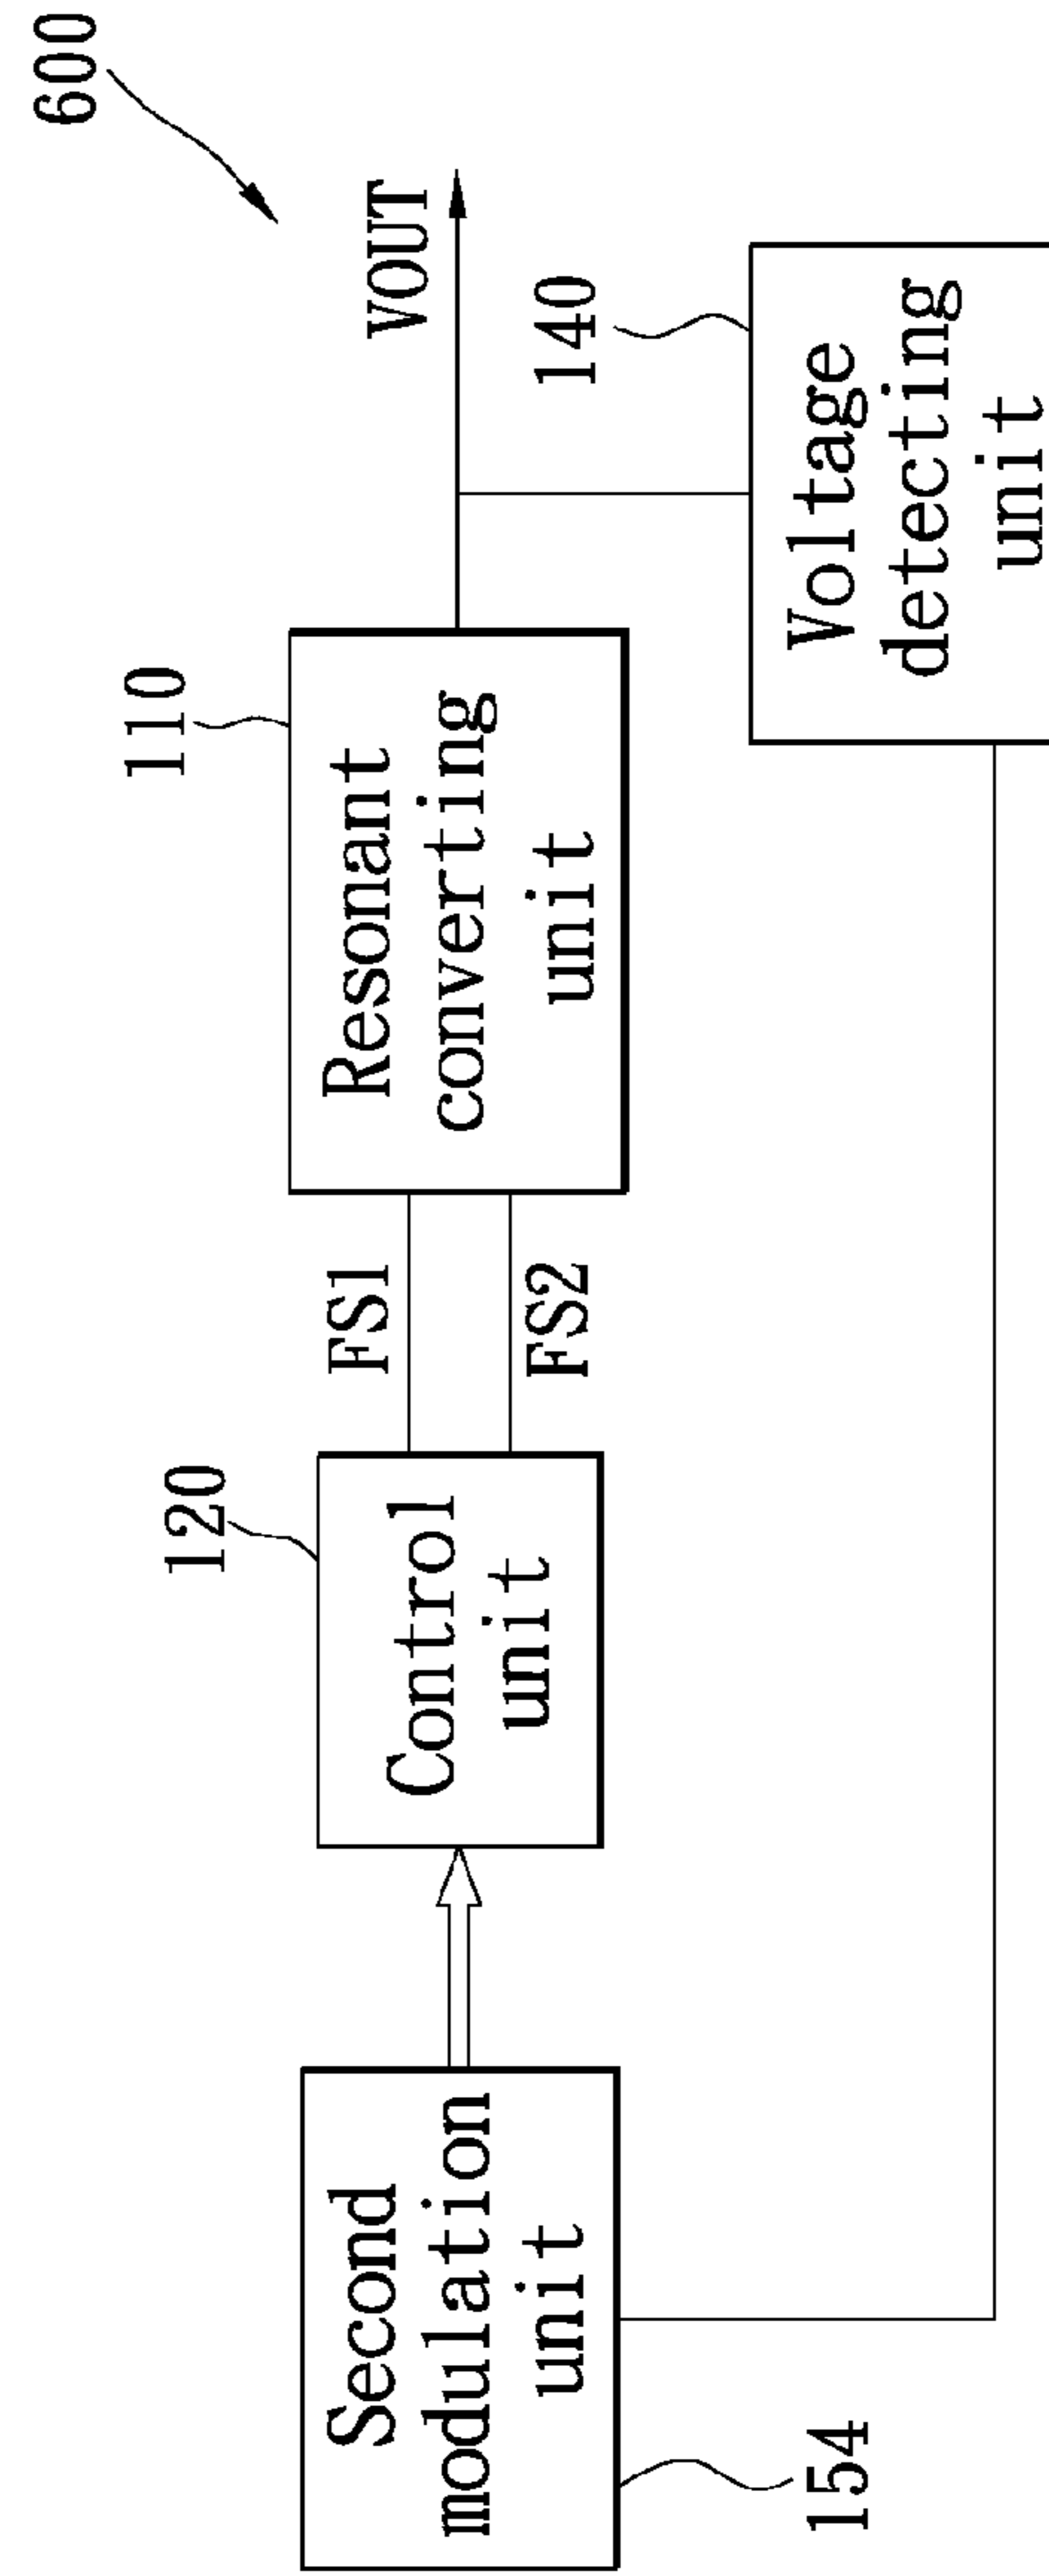 600
VOUT
110
Resonant
converting
unit
140
Voltage
detecting
unit
FS1
FS2
120
Control
unit
Second
modulation
unit
154